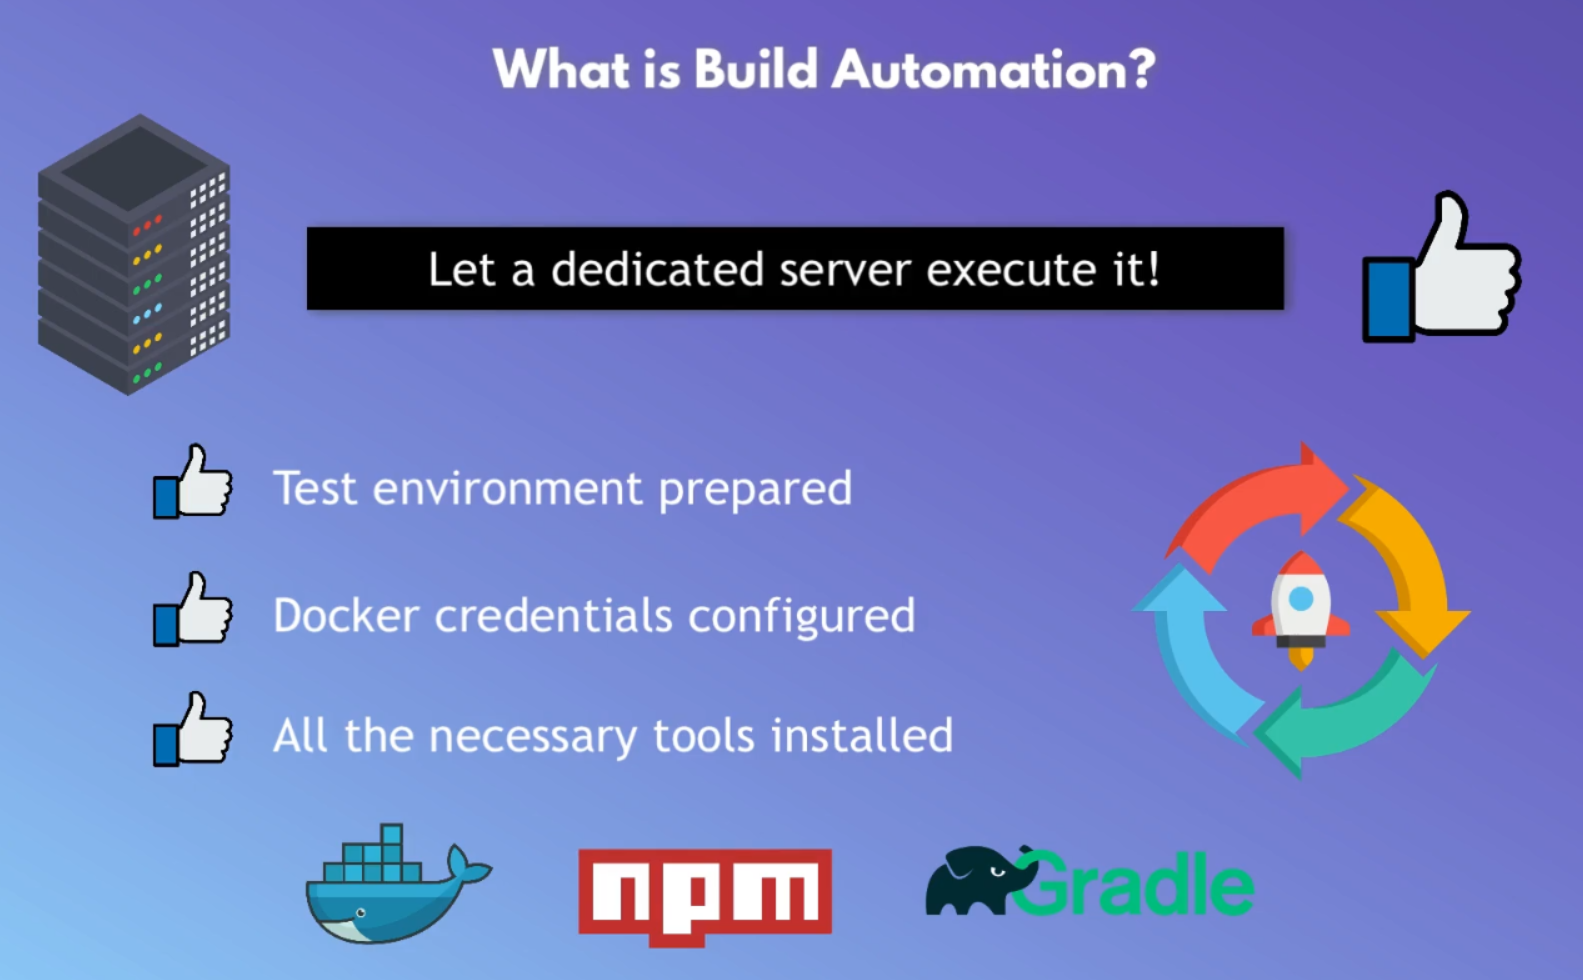 What is Build Automation?
Let a dedicated server execute it!
Test environment prepared
Docker credentials configured
All the necessary tools installed
npm
Gradle